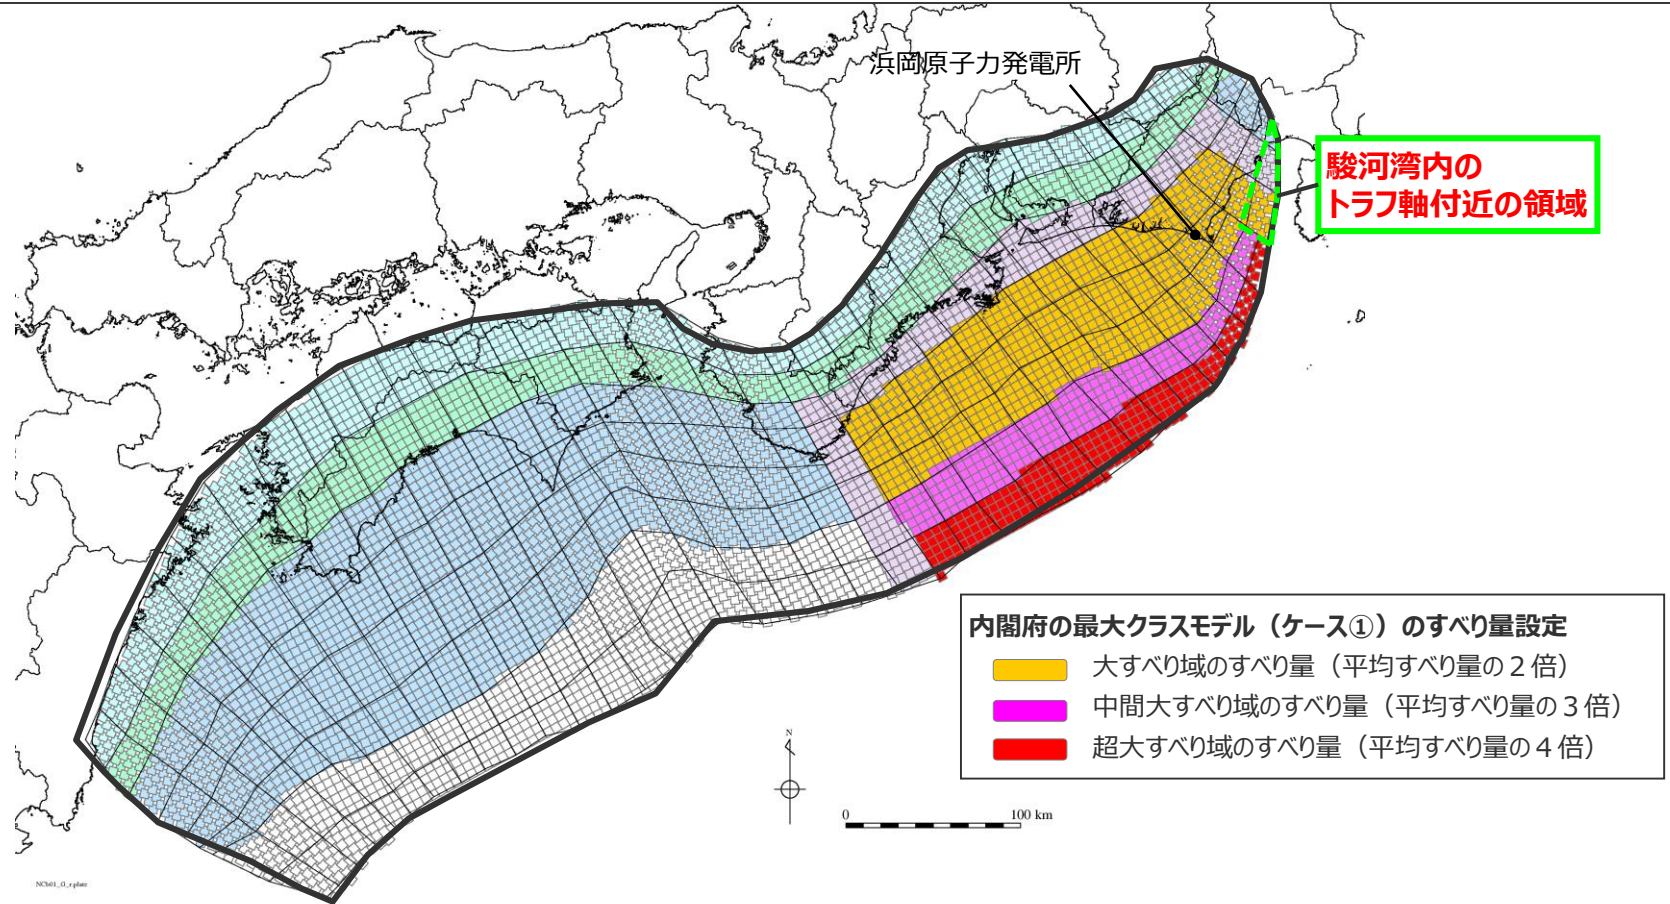 浜岡原子力発電所
駿河湾内の
トラフ軸付近の領域
内閣府の最大クラスモデル（ケース①）のすべり量設定
大すべり域のすべり量（平均すべり量の２倍）
中間大すべり域のすべり量（平均すべり量の３倍）
超大すべり域のすべり量（平均すべり量の４倍）
N
0 100 km
NCh01_G_z.plate